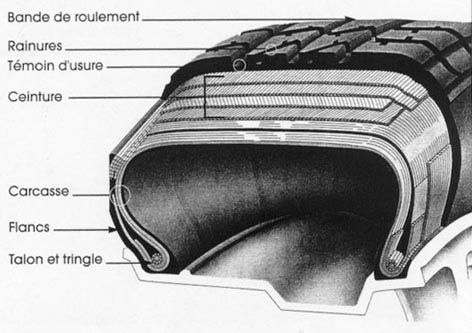 Bande de roulement
Rainures
Témoin d'usure
Ceinture
Carcasse
Flancs
Talon et tringle